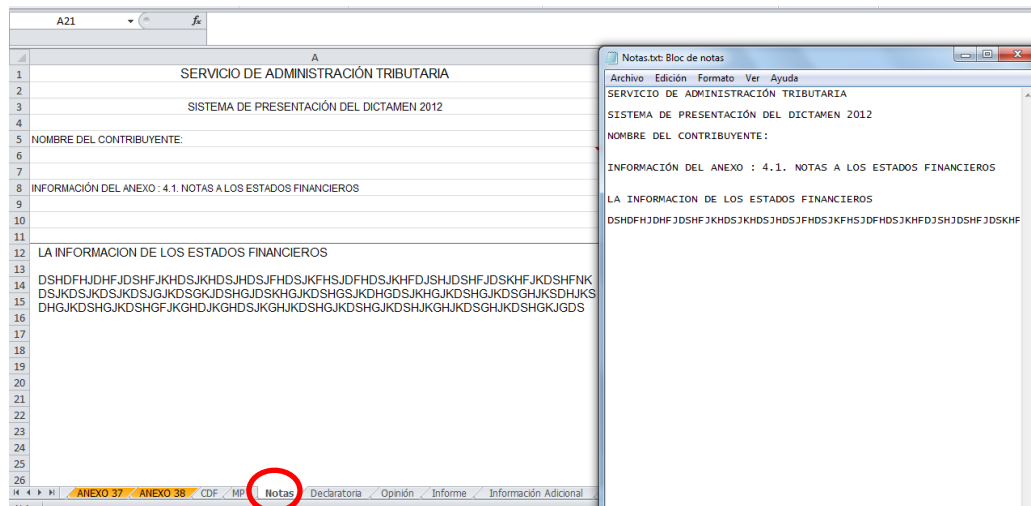 A21
fx
A
1 SERVICIO DE ADMINISTRACIÓN TRIBUTARIA
2
3 SISTEMA DE PRESENTACIÓN DEL DICTAMEN 2012
4
5 NOMBRE DEL CONTRIBUYENTE:
6
7
8 INFORMACIÓN DEL ANEXO : 4.1. NOTAS A LOS ESTADOS FINANCIEROS
9
10
11
12 LA INFORMACION DE LOS ESTADOS FINANCIEROS
13
14 DSHDFHJDHFJDSHFJKHDSJKHDSJHDSJFHDSJKFHSJDFHDSJKHFDJSHJDSHFJDSKHFJKDSHFNK
15 DSJKDSJKDSJKDSJGJKDSGKJDSHGJDSKHGJKDSHGSJKDHGDSJKHGJKDSHGJKDSGHJKSDHJKS
16 DHGJKDSHGJKDSHGFJKGHDJKGHDSJKGHJKDSHGJKDSHGJKDSHJKGHJKDSGHJKDSHGKJGDS
17
18
19
20
21
22
23
24
25
26
ANEXO 37 ANEXO 38 CDF MP Notas Declaratoria Opinión Informe Información Adicional
Notas.txt: Bloc de notas
Archivo Edición Formato Ver Ayuda
SERVICIO DE ADMINISTRACIÓN TRIBUTARIA
SISTEMA DE PRESENTACIÓN DEL DICTAMEN 2012
NOMBRE DEL CONTRIBUYENTE:
INFORMACIÓN DEL ANEXO : 4.1. NOTAS A LOS ESTADOS FINANCIEROS
LA INFORMACION DE LOS ESTADOS FINANCIEROS
DSHDFHJDHFJDSHFJKHDSJKHDSJHDSJFHDSJKFHSJDFHDSJKHFDJSHJDSHFJDSKHF